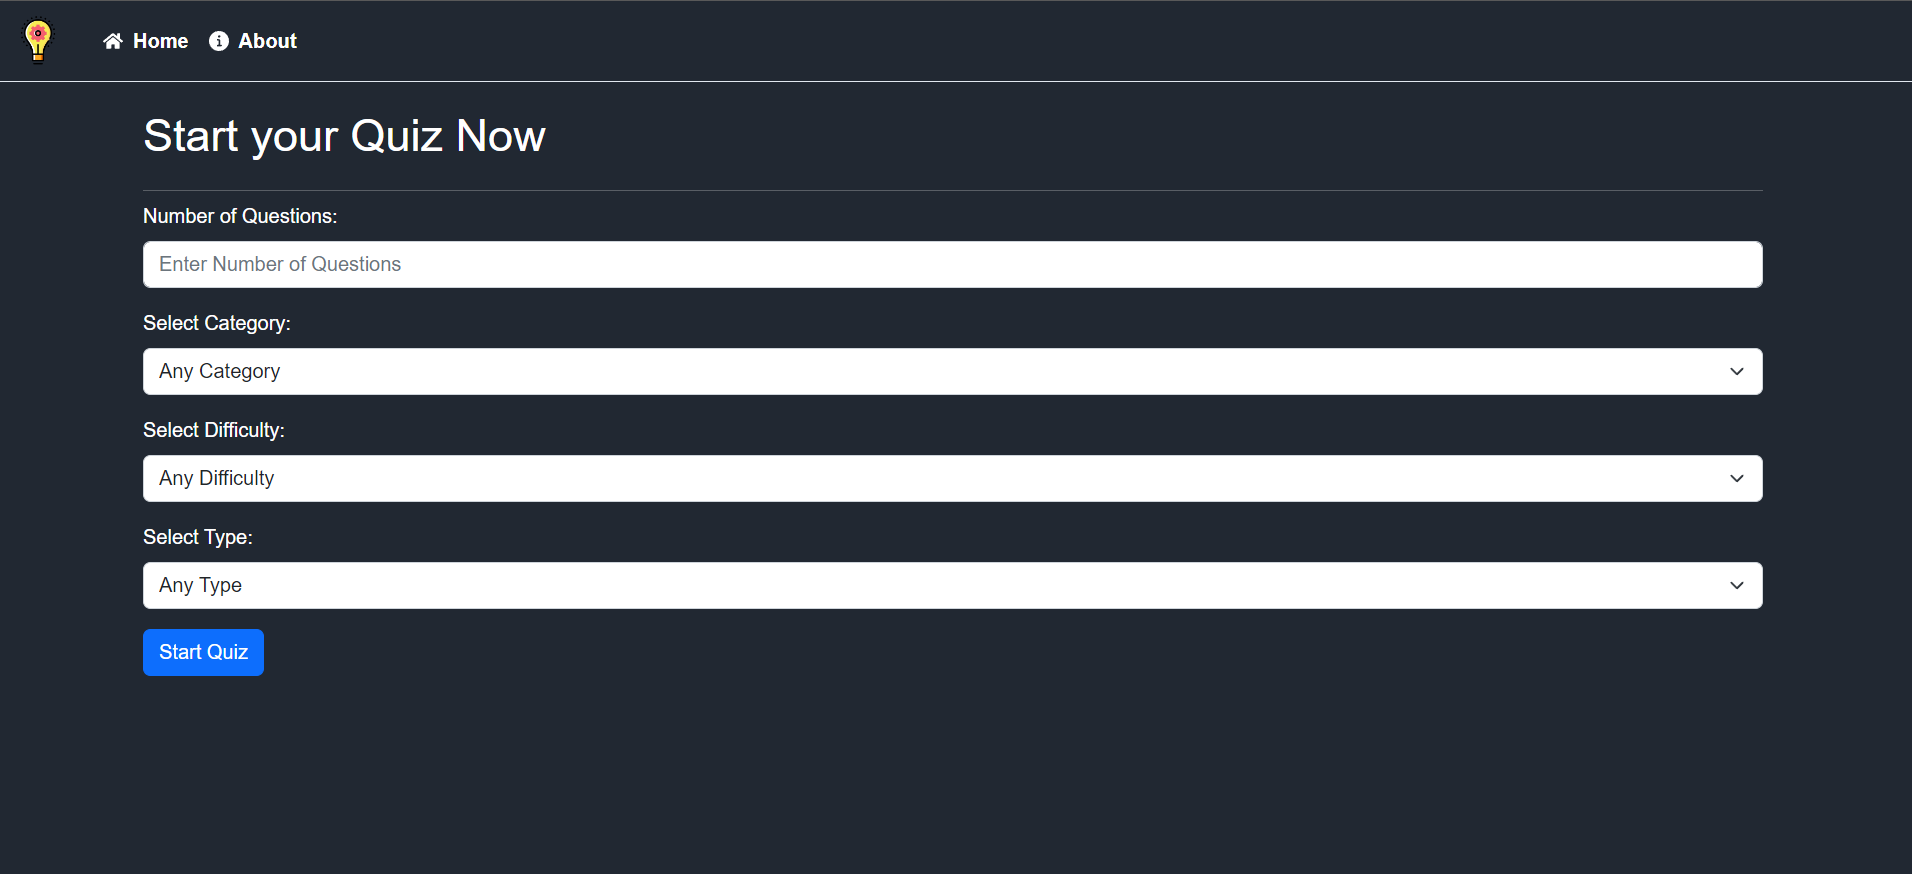 Home About
Start your Quiz Now
Number of Questions:
Enter Number of Questions
Select Category:
Any Category
Select Difficulty:
Any Difficulty
Select Type:
Any Type
Start Quiz